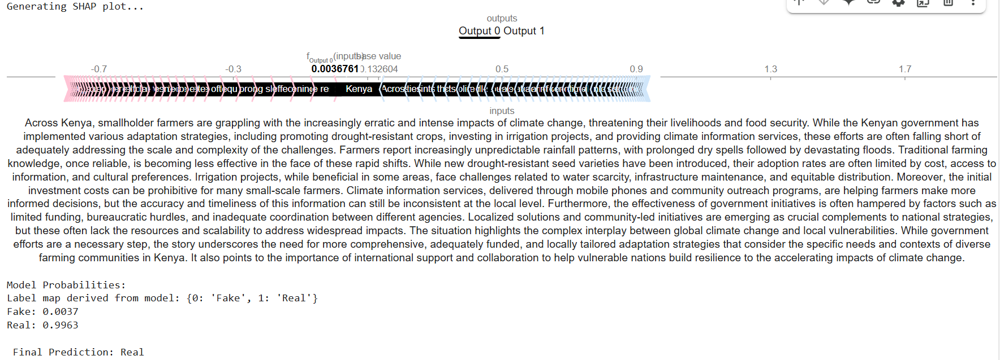 Generating SHAP plot...
outputs
Output 0 Output 1
f Output 0 (inputs) base value
-0.7 -0.3 0.0036761 0.132604 0.5 0.9 1.3 1.7
Kenya Across
inputs
Across Kenya, smallholder farmers are grappling with the increasingly erratic and intense impacts of climate change, threatening their livelihoods and food security. While the Kenyan government has
implemented various adaptation strategies, including promoting drought-resistant crops, investing in irrigation projects, and providing climate information services, these efforts are often falling short of
adequately addressing the scale and complexity of the challenges. Farmers report increasingly unpredictable rainfall patterns, with prolonged dry spells followed by devastating floods. Traditional farming
knowledge, once reliable, is becoming less effective in the face of these rapid shifts. While new drought-resistant seed varieties have been introduced, their adoption rates are often limited by cost, access to
information, and cultural preferences. Irrigation projects, while beneficial in some areas, face challenges related to water scarcity, infrastructure maintenance, and equitable distribution. Moreover, the initial
investment costs can be prohibitive for many small-scale farmers. Climate information services, delivered through mobile phones and community outreach programs, are helping farmers make more
informed decisions, but the accuracy and timeliness of this information can still be inconsistent at the local level. Furthermore, the effectiveness of government initiatives is often hampered by factors such as
limited funding, bureaucratic hurdles, and inadequate coordination between different agencies. Localized solutions and community-led initiatives are emerging as crucial complements to national strategies,
but these often lack the resources and scalability to address widespread impacts. The situation highlights the complex interplay between global climate change and local vulnerabilities. While government
efforts are a necessary step, the story underscores the need for more comprehensive, adequately funded, and locally tailored adaptation strategies that consider the specific needs and contexts of diverse
farming communities in Kenya. It also points to the importance of international support and collaboration to help vulnerable nations build resilience to the accelerating impacts of climate change.
Model Probabilities:
Label map derived from model: {0: 'Fake', 1: 'Real'}
Fake: 0.0037
Real: 0.9963
Final Prediction: Real